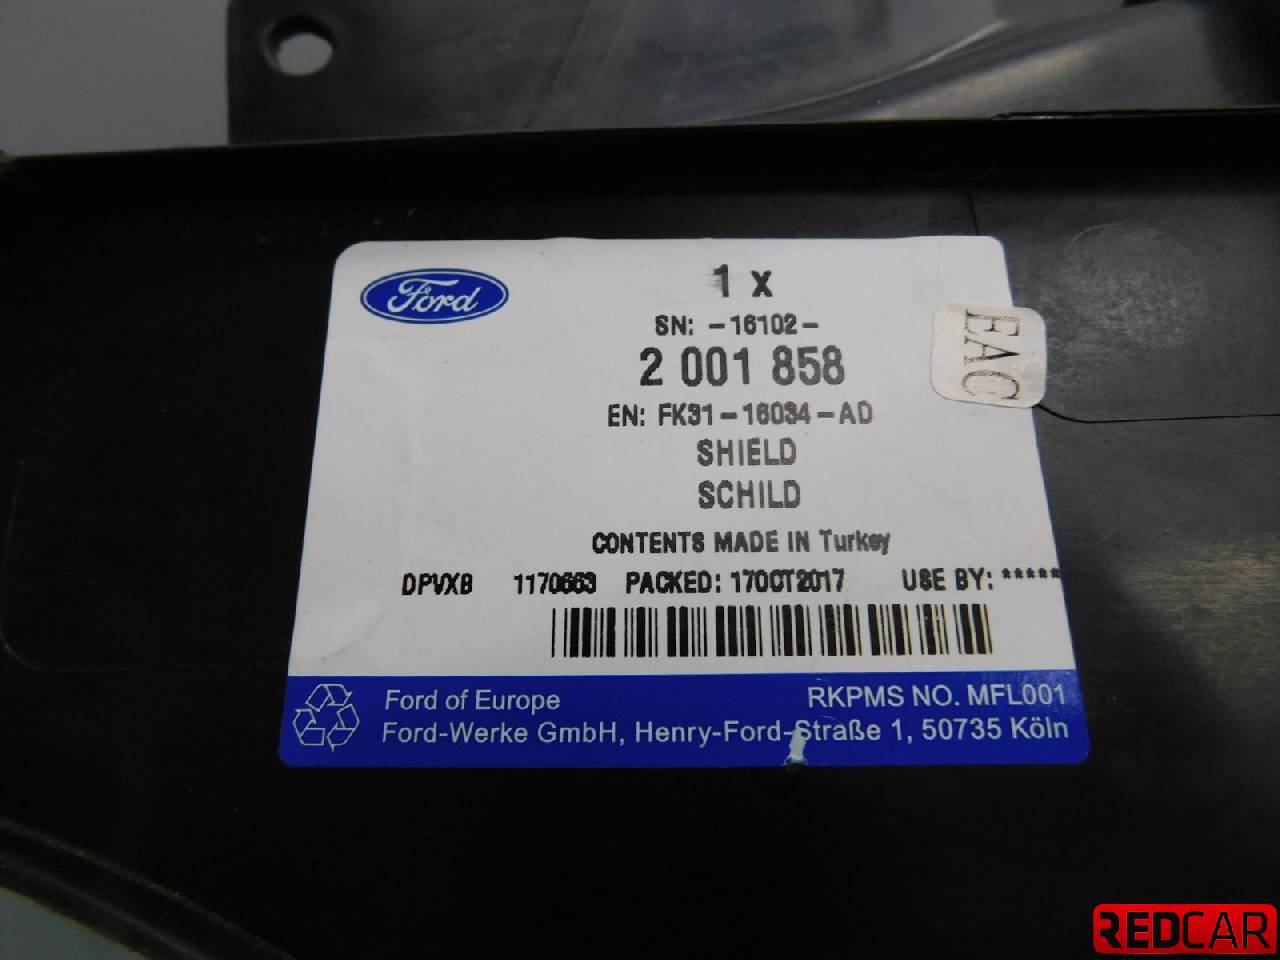 Ford
1 x
SN: -16102-
2 001 858
EAC
EN: FK31-16034-AD
SHIELD
SCHILD
CONTENTS MADE IN Turkey
DPVXB 1170663 PACKED: 17OCT2017 USE BY: *****
Ford of Europe RKPMS NO. MFL001
Ford-Werke GmbH, Henry-Ford-Straße 1, 50735 Köln
REDCAR